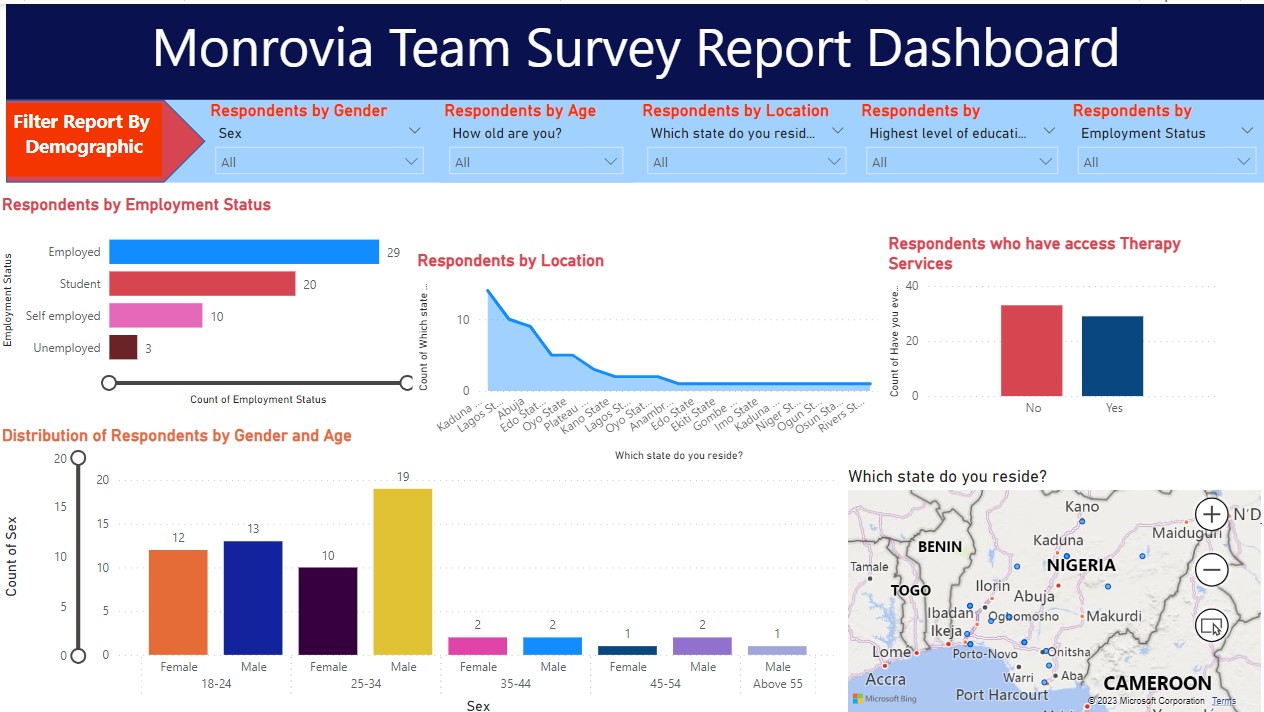 Monrovia Team Survey Report Dashboard
Filter Report By
Demographic
Respondents by Gender
Sex
All
Respondents by Age
How old are you?
All
Respondents by Location
Which state do you resid...
All
Respondents by
Highest level of educati...
All
Respondents by
Employment Status
All
Respondents by Employment Status
Employment Status
Employed
29
Student
20
Self employed
10
Unemployed
3
Count of Employment Status
Respondents by Location
Count of Which state ...
10
0
Kaduna ...
Lagos St...
Abuja
Edo Stat...
Oyo State
Plateau ...
Kano State
Lagos St...
Oyo Stat...
Anambr...
Edo State
Ekiti State
Gombe ...
Imo State
Kaduna ...
Niger St...
Ogun St...
Osun Sta...
Rivers St...
Which state do you reside?
Respondents who have access Therapy
Services
Count of Have you eve...
40
20
0
No
Yes
Distribution of Respondents by Gender and Age
Count of Sex
20
15
10
5
0
20
15
10
5
0
12
13
10
19
2
2
1
2
1
Female
Male
Female
Male
Female
Male
Female
Male
Male
18-24
25-34
35-44
45-54
Above 55
Sex
Which state do you reside?
Kano
N'D
Maiduguri
Kaduna
BENIN
NIGERIA
Tamale
TOGO
Ilorin
Abuja
Ibadan
Ogbomosho
Makurdi
Ikeja
Lomé
Porto-Novo
Onitsha
Accra
Warri
Aba
CAMEROON
Port Harcourt
Microsoft Bing
© 2023 Microsoft Corporation
Terms